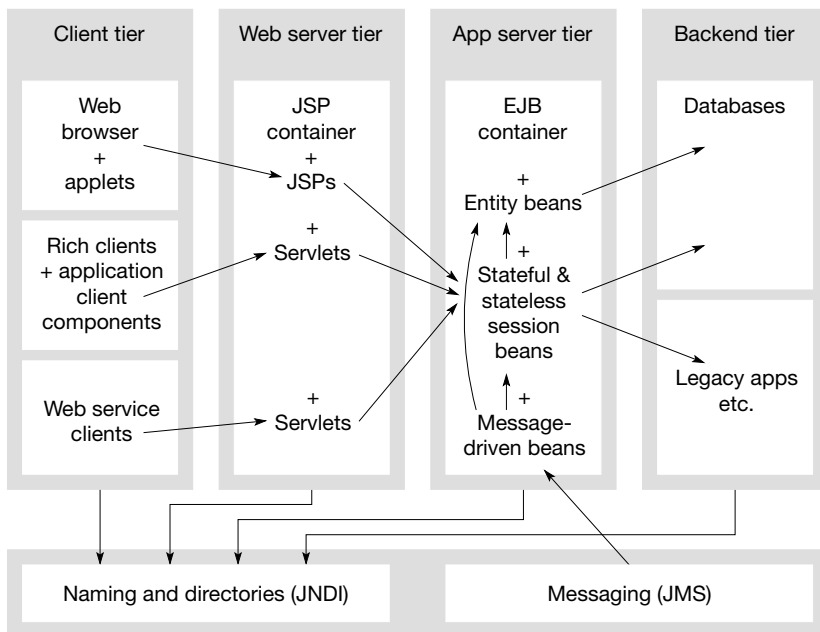 Client tier
Web
browser
+
applets
Rich clients
+ application
client
components
Web service
clients
Web server tier
JSP
container
+
JSPs
+
Servlets
+
Servlets
App server tier
EJB
container
+
Entity beans
+
Stateful &
stateless
session
beans
+
Message-
driven beans
Backend tier
Databases
Legacy apps
etc.
Naming and directories (JNDI)
Messaging (JMS)